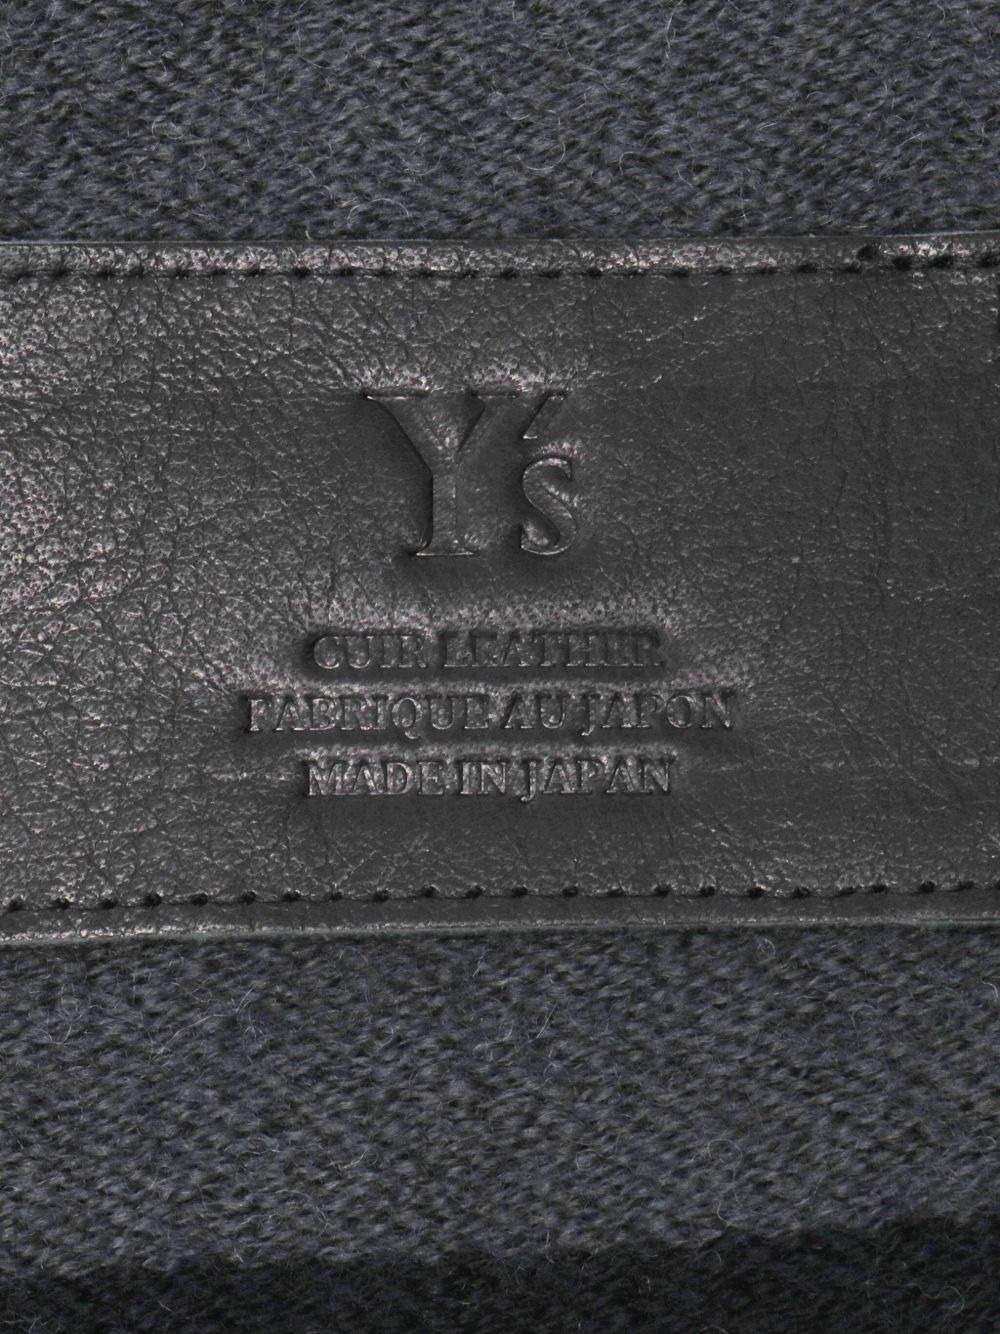 Y's
CUIR LEATHER
FABRIQUE AU JAPON
MADE IN JAPAN